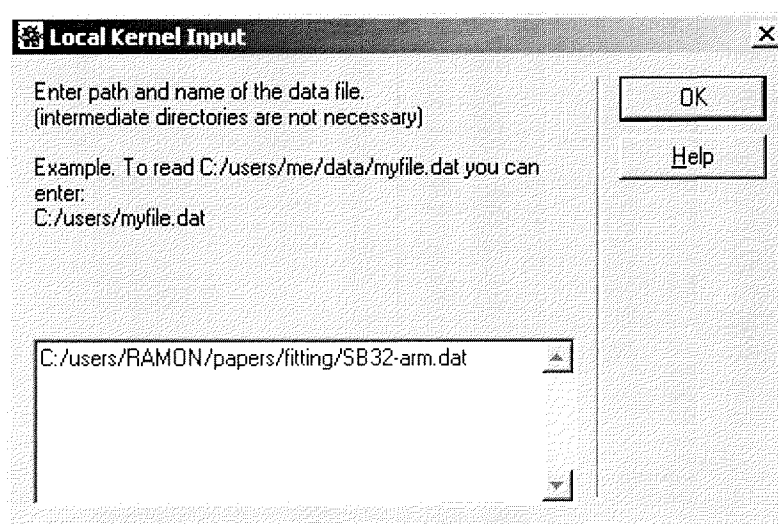 Local Kernel Input
Enter path and name of the data file.
(intermediate directories are not necessary)
Example. To read C:/users/me/data/myfile.dat you can
enter:
C:/users/myfile.dat
C:/users/RAMON/papers/fitting/SB32-arm.dat
OK
Help